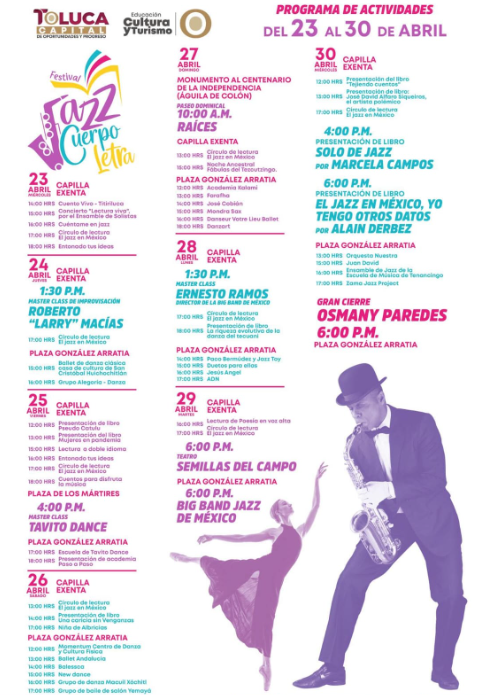 TOLUCA
CAPITAL
DE OPORTUNIDADES Y PROGRESO
Educación
Cultura
y Turismo
PROGRAMA DE ACTIVIDADES
DEL 23 AL 30 DE ABRIL
Festival
Jazz
Cuerpo
Letra
23
ABRIL
MIÉRCOLES
CAPILLA
EXENTA
14:00 HRS Cuento Vivo - Titirifuco
15:00 HRS Concierto "Lectura viva",
por el Ensamble de Solistas
16:00 HRS Cuéntame en jazz
17:00 HRS Círculo de lectura
El jazz en México
18:00 HRS Entonado tus ideas
24
ABRIL
JUEVES
CAPILLA
EXENTA
1:30 P.M.
MASTER CLASS DE IMPROVISACIÓN
ROBERTO
"LARRY" MACÍAS
17:00 HRS Círculo de lectura
El jazz en México
PLAZA GONZÁLEZ ARRATIA
15:00 HRS Ballet de danza clásica
casa de cultura de San
Cristóbal Huichochitlán
16:00 HRS Grupo Alegoría - Danza
25
ABRIL
VIERNES
CAPILLA
EXENTA
12:00 HRS Presentación de libro
Pseudo Catulu
13:00 HRS Presentación del libro
Mujeres en pandemia
15:00 HRS Lectura a doble idioma
16:00 HRS Entonado tus ideas
17:00 HRS Círculo de lectura
El jazz en México
18:00 HRS Cuentos para disfrutar
la música
PLAZA DE LOS MÁRTIRES
4:00 P.M.
MASTER CLASS
TAVITO DANCE
PLAZA GONZÁLEZ ARRATIA
17:00 HRS Escuela de Tavito Dance
18:00 HRS Presentación de academia
Paso a Paso
26
ABRIL
SÁBADO
CAPILLA
EXENTA
13:00 HRS Círculo de lectura
El jazz en México
16:00 HRS Presentación de libro
Una caricia sin Venganzas
17:00 HRS Niña de Albricias
PLAZA GONZÁLEZ ARRATIA
12:00 HRS Momentum Centro de Danza
y Cultura Física
13:00 HRS Ballet Andalucía
14:00 HRS Balessca
15:00 HRS New dance
16:00 HRS Grupo de danza Macuil Xóchitl
17:00 HRS Grupo de baile de salón Yemayá
27
ABRIL
DOMINGO
CAPILLA
EXENTA
MONUMENTO AL CENTENARIO
DE LA INDEPENDENCIA
(ÁGUILA DE COLÓN)
PASEO DOMINICAL
10:00 A.M.
RAÍCES
CAPILLA EXENTA
13:00 HRS Círculo de lectura
El jazz en México
15:00 HRS Noche Ancestral
Fábulas del Tezcutzingo.
PLAZA GONZÁLEZ ARRATIA
12:00 HRS Academia Kalomi
13:00 HRS
14:00 HRS José Cobián
15:00 HRS Mondra Sax
16:00 HRS Danseur Votre Lieu Ballet
18:00 HRS Danzart
28
ABRIL
LUNES
CAPILLA
EXENTA
1:30 P.M.
MASTER CLASS
ERNESTO RAMOS
DIRECTOR DE LA BIG BAND DE MÉXICO
17:00 HRS Círculo de lectura
El jazz en México
18:00 HRS Presentación de libro
La riqueza evolutiva de la
danza del tecuani
PLAZA GONZÁLEZ ARRATIA
14:00 HRS Paco Bermúdez y Jazz Toy
15:00 HRS Duetos para ellas
16:00 HRS Jesús Angel
17:00 HRS ADN
29
ABRIL
MARTES
CAPILLA
EXENTA
16:00 HRS Lectura de Poesía en voz alta
17:00 HRS Círculo de lectura
el jazz en México
6:00 P.M.
TEATRO
SEMILLAS DEL CAMPO
PLAZA GONZÁLEZ ARRATIA
6:00 P.M.
BIG BAND JAZZ
DE MÉXICO
30
ABRIL
MIÉRCOLES
CAPILLA
EXENTA
12:00 HRS Presentación del libro
"Tejiendo cuentos"
13:00 HRS Presentación de libro:
José David Alfaro Siqueiros,
el artista polémico
17:00 HRS Círculo de lectura
El jazz en México
4:00 P.M.
PRESENTACIÓN DE LIBRO
SOLO DE JAZZ
POR MARCELA CAMPOS
6:00 P.M.
PRESENTACIÓN DE LIBRO
EL JAZZ EN MÉXICO, YO
TENGO OTROS DATOS
POR ALAIN DERBEZ
PLAZA GONZÁLEZ ARRATIA
13:00 HRS Orquesta Nuestra
15:00 HRS Juan David
16:00 HRS Ensamble de Jazz de la
Escuela de Música de Tenancingo
17:00 HRS Zama Jazz Project
GRAN CIERRE
OSMANY PAREDES
6:00 P.M.
PLAZA GONZÁLEZ ARRATIA